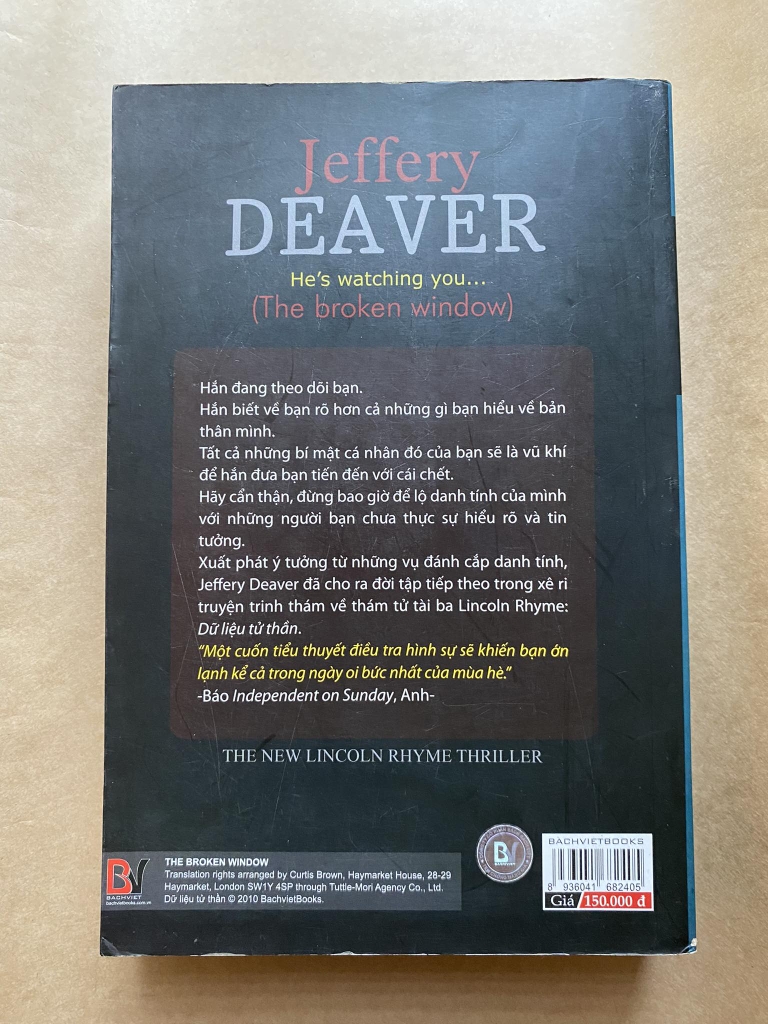 Jeffery
DEAVER
He's watching you...
(The broken window)
Hắn đang theo dõi bạn.
Hắn biết về bạn rõ hơn cả những gì bạn hiểu về bản
thân mình.
Tất cả những bí mật cá nhân đó của bạn sẽ là vũ khí
để hắn đưa bạn tiến đến với cái chết.
Hãy cẩn thận, đừng bao giờ để lộ danh tính của mình
với những người bạn chưa thực sự hiểu rõ và tin
tưởng.
Xuất phát ý tưởng từ những vụ đánh cắp danh tính,
Jeffery Deaver đã cho ra đời tập tiếp theo trong xê ri
truyện trinh thám về thám tử tài ba Lincoln Rhyme:
Dữ liệu tử thần.
"Một cuốn tiểu thuyết điều tra hình sự sẽ khiến bạn ớn
lạnh kể cả trong ngày oi bức nhất của mùa hè."
-Báo Independent on Sunday, Anh-
THE NEW LINCOLN RHYME THRILLER
BV
BACHVIET
bachvietbooks.com.vn
THE BROKEN WINDOW
Translation rights arranged by Curtis Brown, Haymarket House, 28-29
Haymarket, London SW1Y 4SP through Tuttle-Mori Agency Co., Ltd.
Dữ liệu tử thần © 2010 BachvietBooks.
BV
BACHVIETBOOKS
8 936041 682405
Giá 150.000 đ